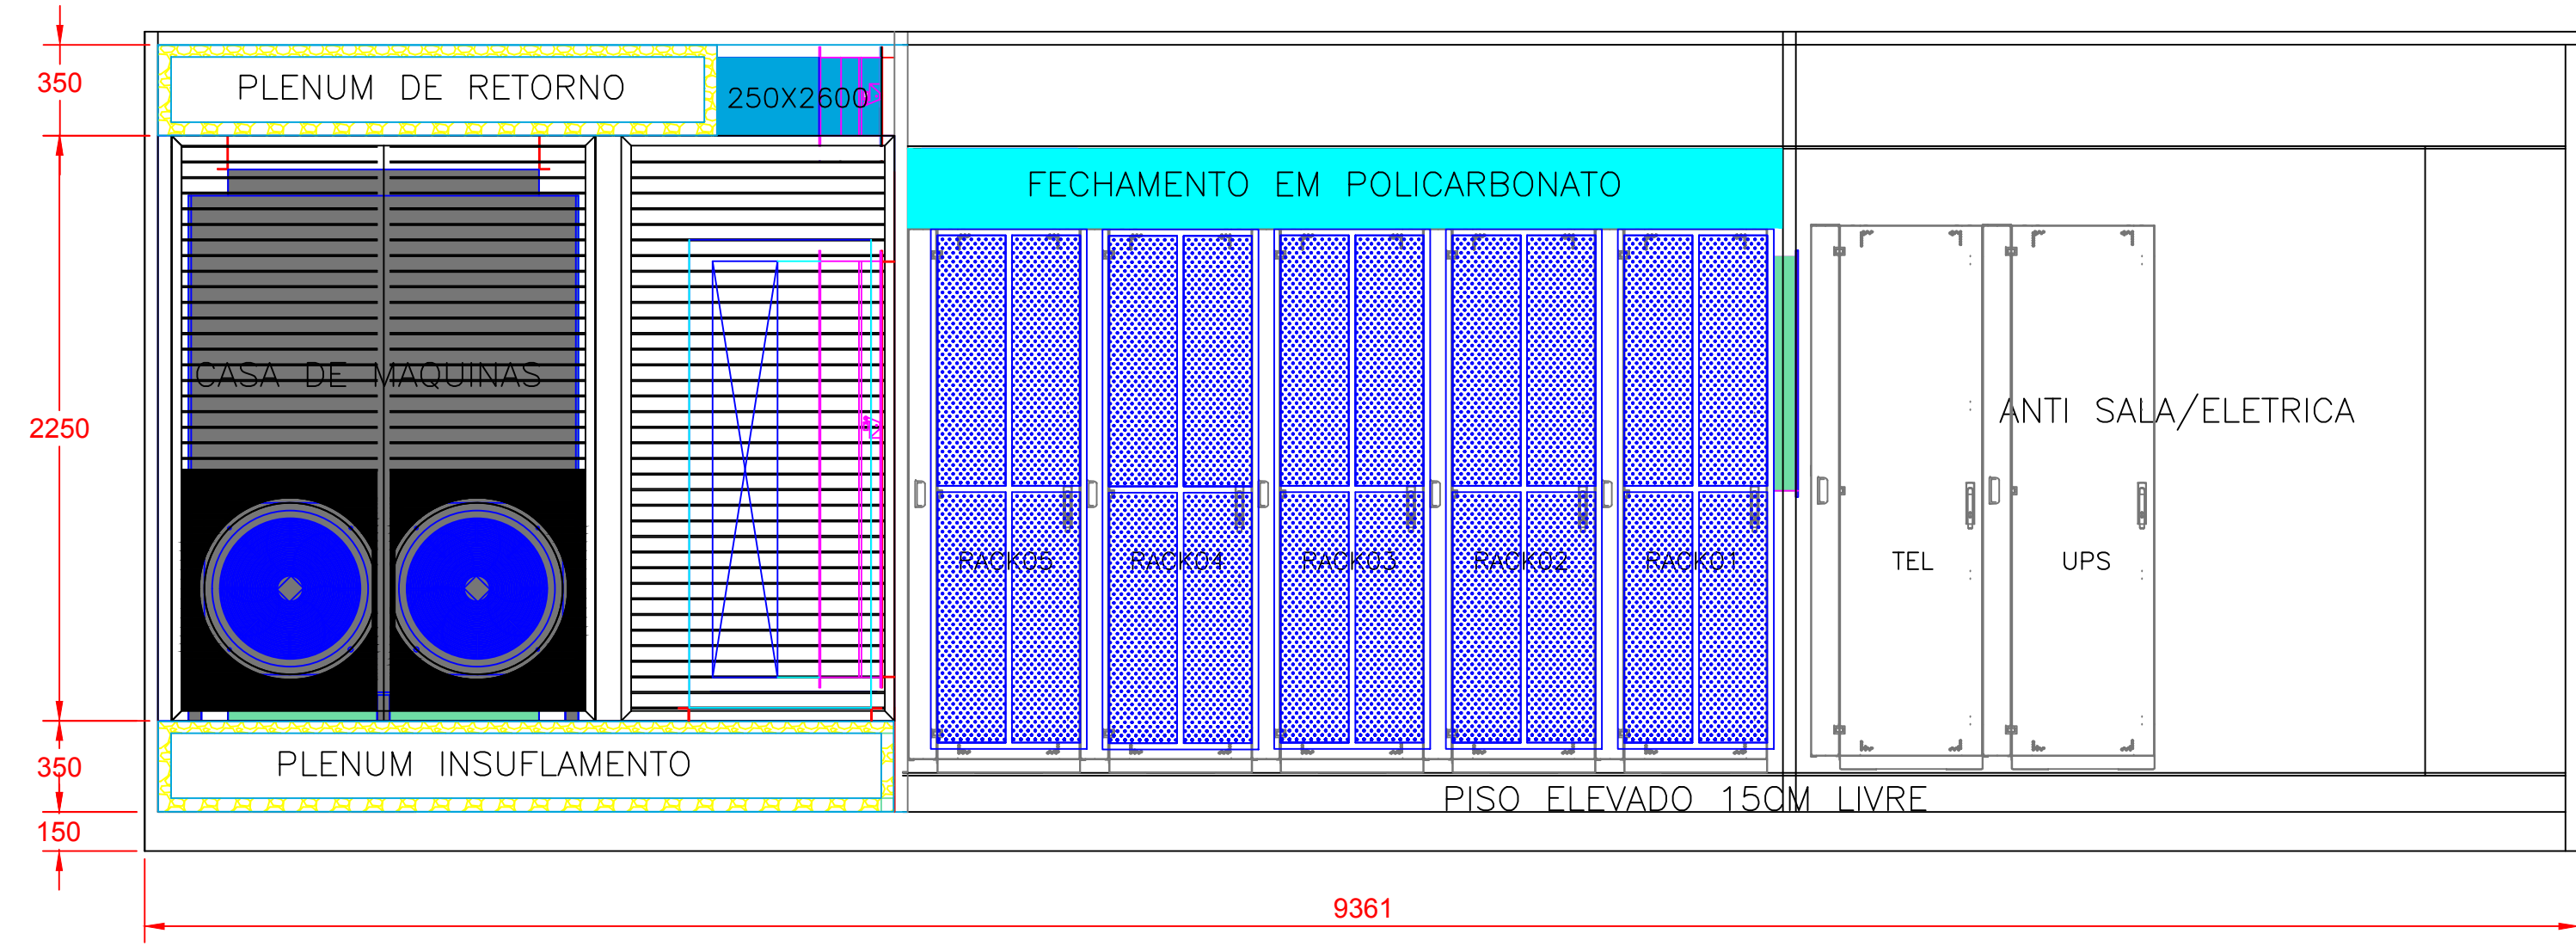 350
PLENUM DE RETORNO
250X2600
FECHAMENTO EM POLICARBONATO
CASA DE MAQUINAS
2250
ANTI SALA/ELETRICA
RACK05
RACK04
RACK03
RACK02
RACK01
TEL
UPS
350
PLENUM INSUFLAMENTO
PISO ELEVADO 15CM LIVRE
150
9361